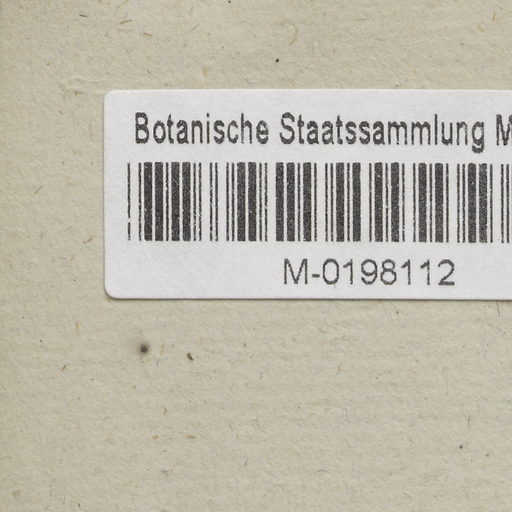 Botanische Staatssammlung M
M-0198112